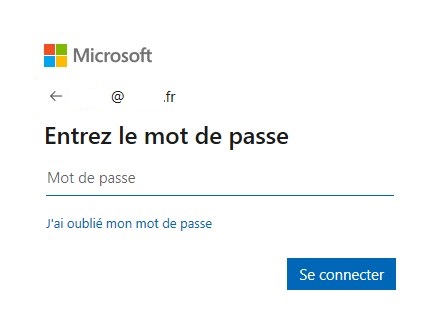 Microsoft
← @ .fr
Entrez le mot de passe
Mot de passe
J'ai oublié mon mot de passe
Se connecter